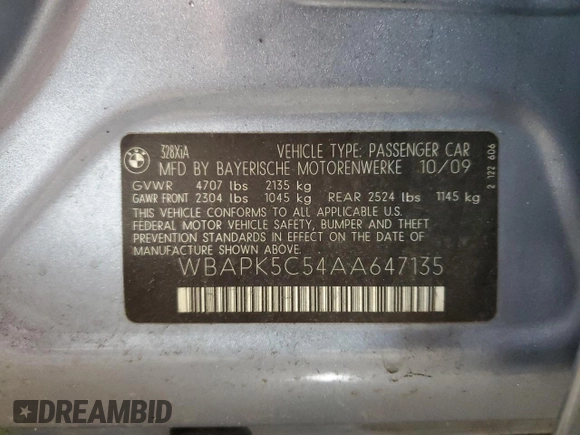 BMW
328XiA
VEHICLE TYPE: PASSENGER CAR
MFD BY BAYERISCHE MOTORENWERKE 10/09
GVWR 4707 lbs 2135 kg
GAWR FRONT 2304 lbs 1045 kg REAR 2524 lbs 1145 kg
THIS VEHICLE CONFORMS TO ALL APPLICABLE U.S.
FEDERAL MOTOR VEHICLE SAFETY, BUMPER AND THEFT
PREVENTION STANDARDS IN EFFECT ON THE DATE OF
MANUFACTURE SHOWN ABOVE.
WBAPK5C54AA647135
2 122 606
DREAMBID